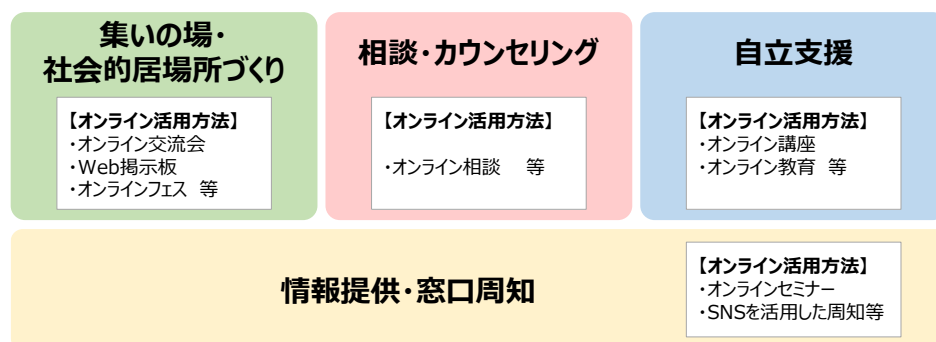 集いの場・
社会的居場所づくり
【オンライン活用方法】
・オンライン交流会
・Web掲示板
・オンラインフェス 等
相談・カウンセリング
【オンライン活用方法】
・オンライン相談 等
自立支援
【オンライン活用方法】
・オンライン講座
・オンライン教育 等
情報提供・窓口周知
【オンライン活用方法】
・オンラインセミナー
・SNSを活用した周知等